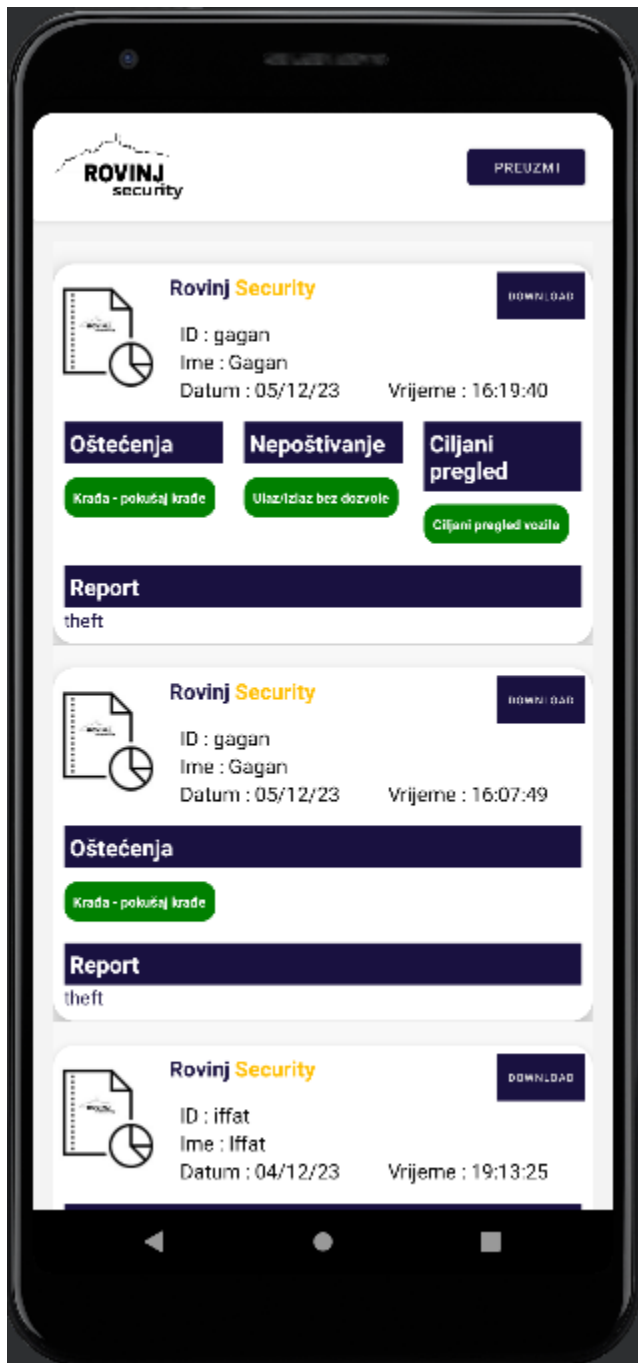 ROVINJ
security
PREUZMI
Rovinj Security
DOWNLOAD
ID : gagan
Ime : Gagan
Datum : 05/12/23 Vrijeme : 16:19:40
Oštećenja
Nepoštivanje
Ciljani
pregled
Krađa - pokušaj krađe
Ulaz/Izlaz bez dozvole
Ciljani pregled vozila
Report
theft
Rovinj Security
DOWNLOAD
ID : gagan
Ime : Gagan
Datum : 05/12/23 Vrijeme : 16:07:49
Oštećenja
Krađa - pokušaj krađe
Report
theft
Rovinj Security
DOWNLOAD
ID : iffat
Ime : Iffat
Datum : 04/12/23 Vrijeme : 19:13:25